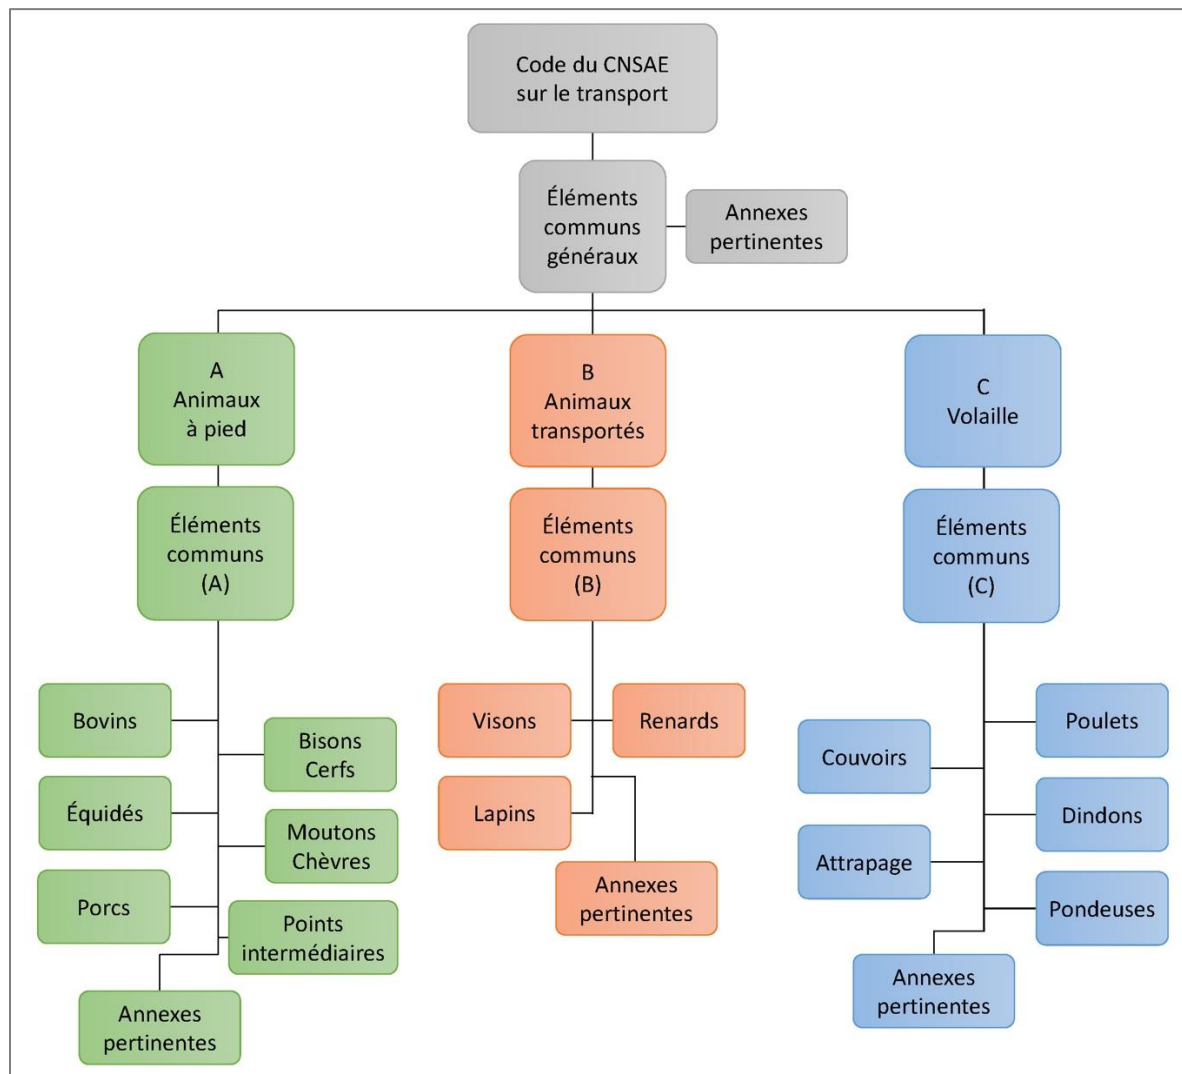 Code du CNSAE
sur le transport
Éléments
communs
généraux
Annexes
pertinentes
A
Animaux
à pied
B
Animaux
transportés
C
Volaille
Éléments
communs
(A)
Éléments
communs
(B)
Éléments
communs
(C)
Bovins
Bisons
Cerfs
Équidés
Moutons
Chèvres
Porcs
Points
intermédiaires
Annexes
pertinentes
Visons
Renards
Lapins
Annexes
pertinentes
Couvoirs
Poulets
Dindons
Attrapage
Pondeuses
Annexes
pertinentes